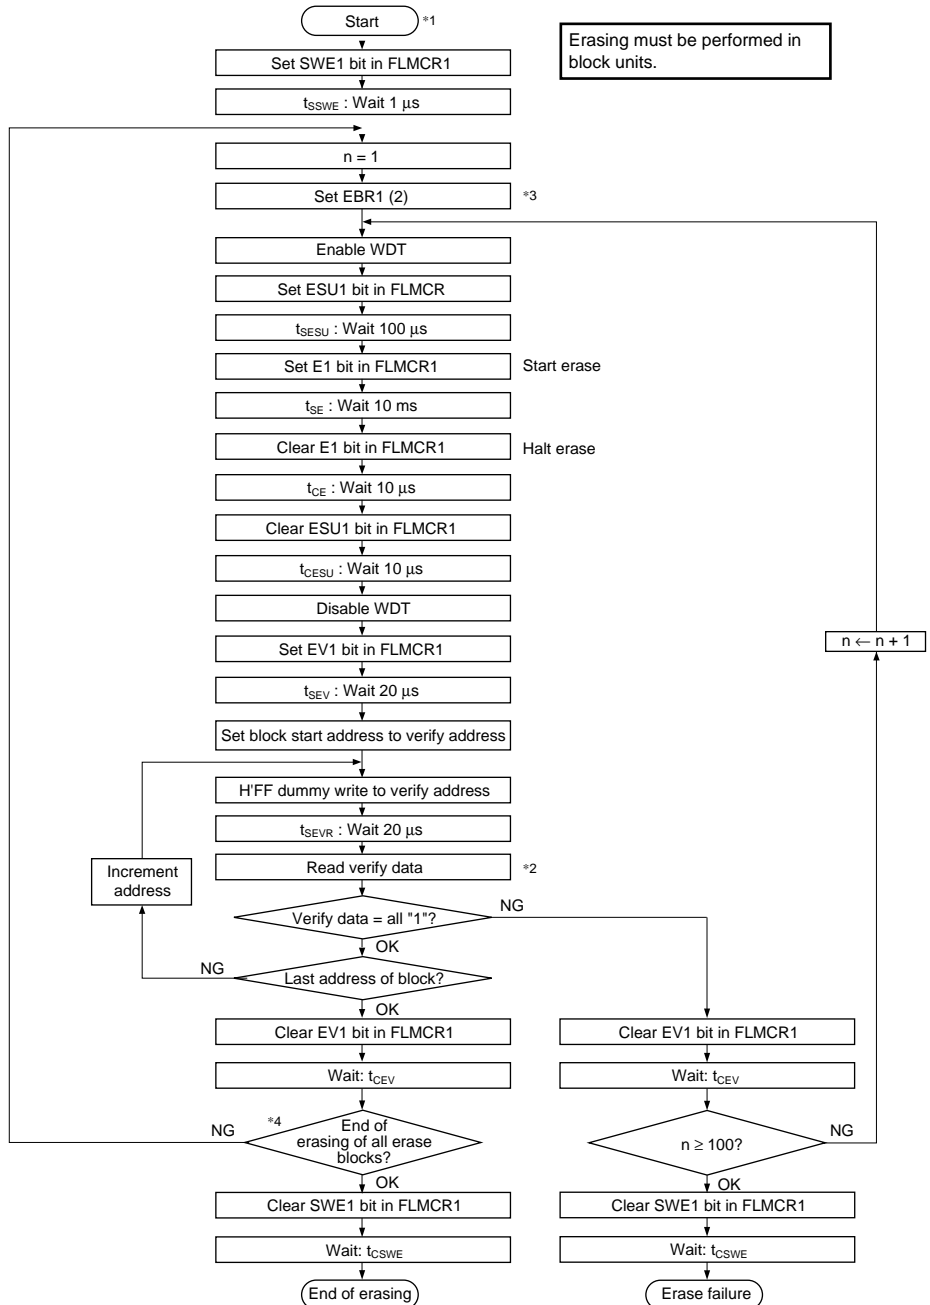 Start
*1
Erasing must be performed in
block units.
Set SWE1 bit in FLMCR1
tSSWE : Wait 1 μs
n = 1
Set EBR1 (2)
*3
Enable WDT
Set ESU1 bit in FLMCR
tSESU : Wait 100 μs
Set E1 bit in FLMCR1
Start erase
tSE : Wait 10 ms
Clear E1 bit in FLMCR1
Halt erase
tCE : Wait 10 μs
Clear ESU1 bit in FLMCR1
tCESU : Wait 10 μs
Disable WDT
n ← n + 1
Set EV1 bit in FLMCR1
tSEV : Wait 20 μs
Set block start address to verify address
H'FF dummy write to verify address
tSEVR : Wait 20 μs
Increment
address
Read verify data
*2
Verify data = all "1"?
NG
OK
NG
Last address of block?
OK
Clear EV1 bit in FLMCR1
Clear EV1 bit in FLMCR1
Wait: tCEV
Wait: tCEV
NG
*4
End of
erasing of all erase
blocks?
n ≥ 100?
NG
OK
OK
Clear SWE1 bit in FLMCR1
Clear SWE1 bit in FLMCR1
Wait: tCSWE
Wait: tCSWE
End of erasing
Erase failure